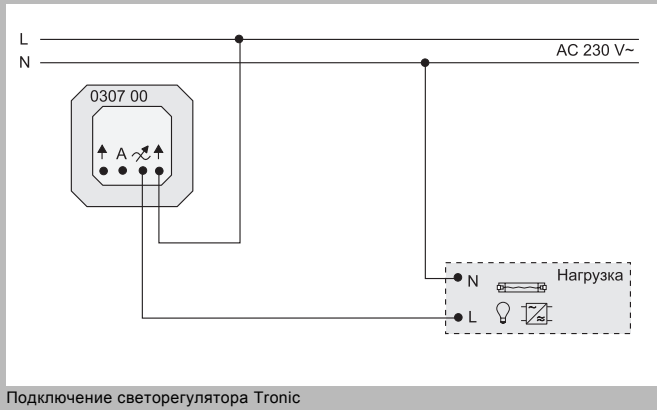 L
AC 230 V~
N
0307 00
A
Нагрузка
N
L
Подключение светорегулятора Tronic